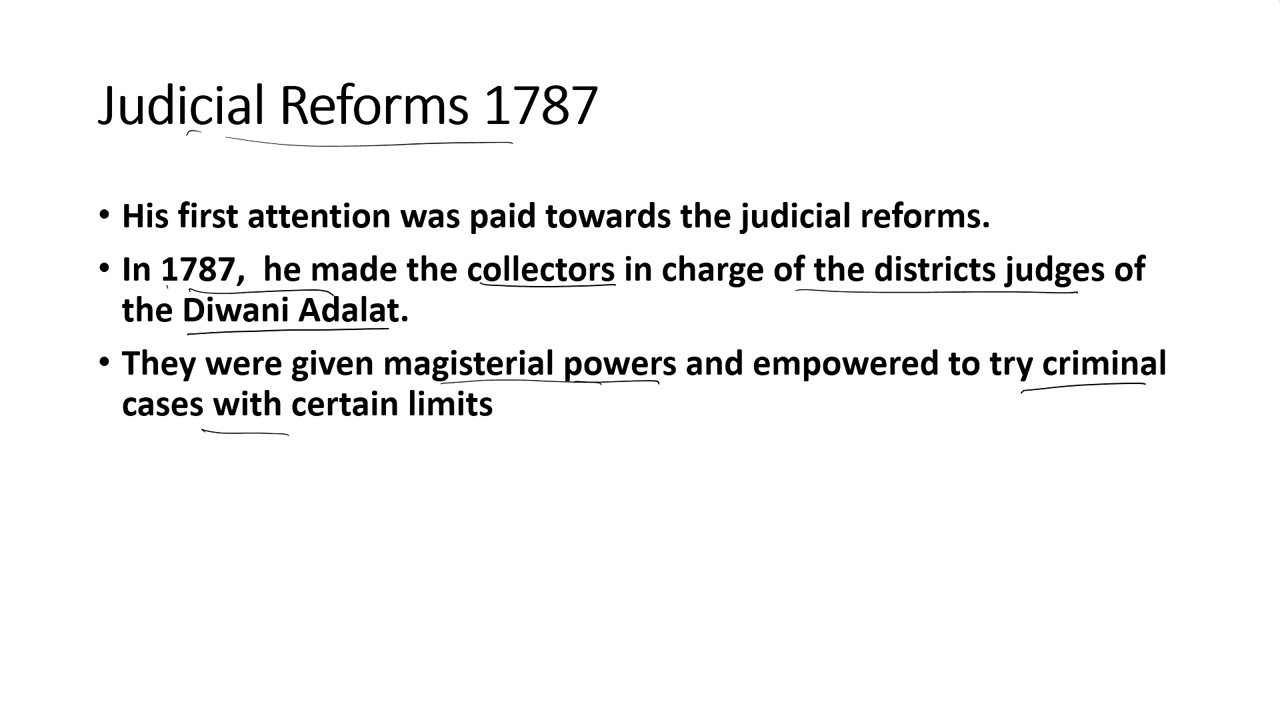 Judicial Reforms 1787
• His first attention was paid towards the judicial reforms.
• In 1787,  he made the collectors in charge of the districts judges of
the Diwani Adalat.
• They were given magisterial powers and empowered to try criminal
cases with certain limits